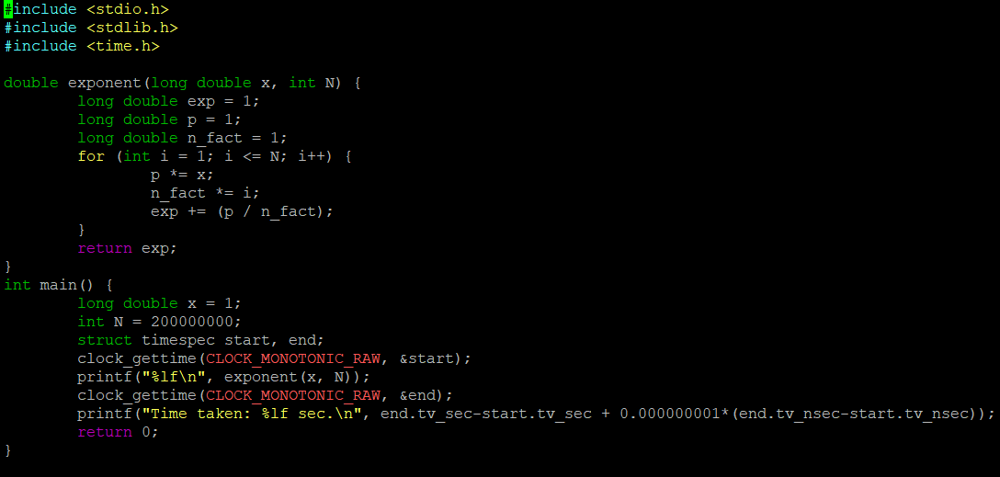 #include <stdio.h>
#include <stdlib.h>
#include <time.h>

double exponent(long double x, int N) {
        long double exp = 1;
        long double p = 1;
        long double n_fact = 1;
        for (int i = 1; i <= N; i++) {
                p *= x;
                n_fact *= i;
                exp += (p / n_fact);
        }
        return exp;
}
int main() {
        long double x = 1;
        int N = 200000000;
        struct timespec start, end;
        clock_gettime(CLOCK_MONOTONIC_RAW, &start);
        printf("%lf\n", exponent(x, N));
        clock_gettime(CLOCK_MONOTONIC_RAW, &end);
        printf("Time taken: %lf sec.\n", end.tv_sec-start.tv_sec + 0.000000001*(end.tv_nsec-start.tv_nsec));
        return 0;
}